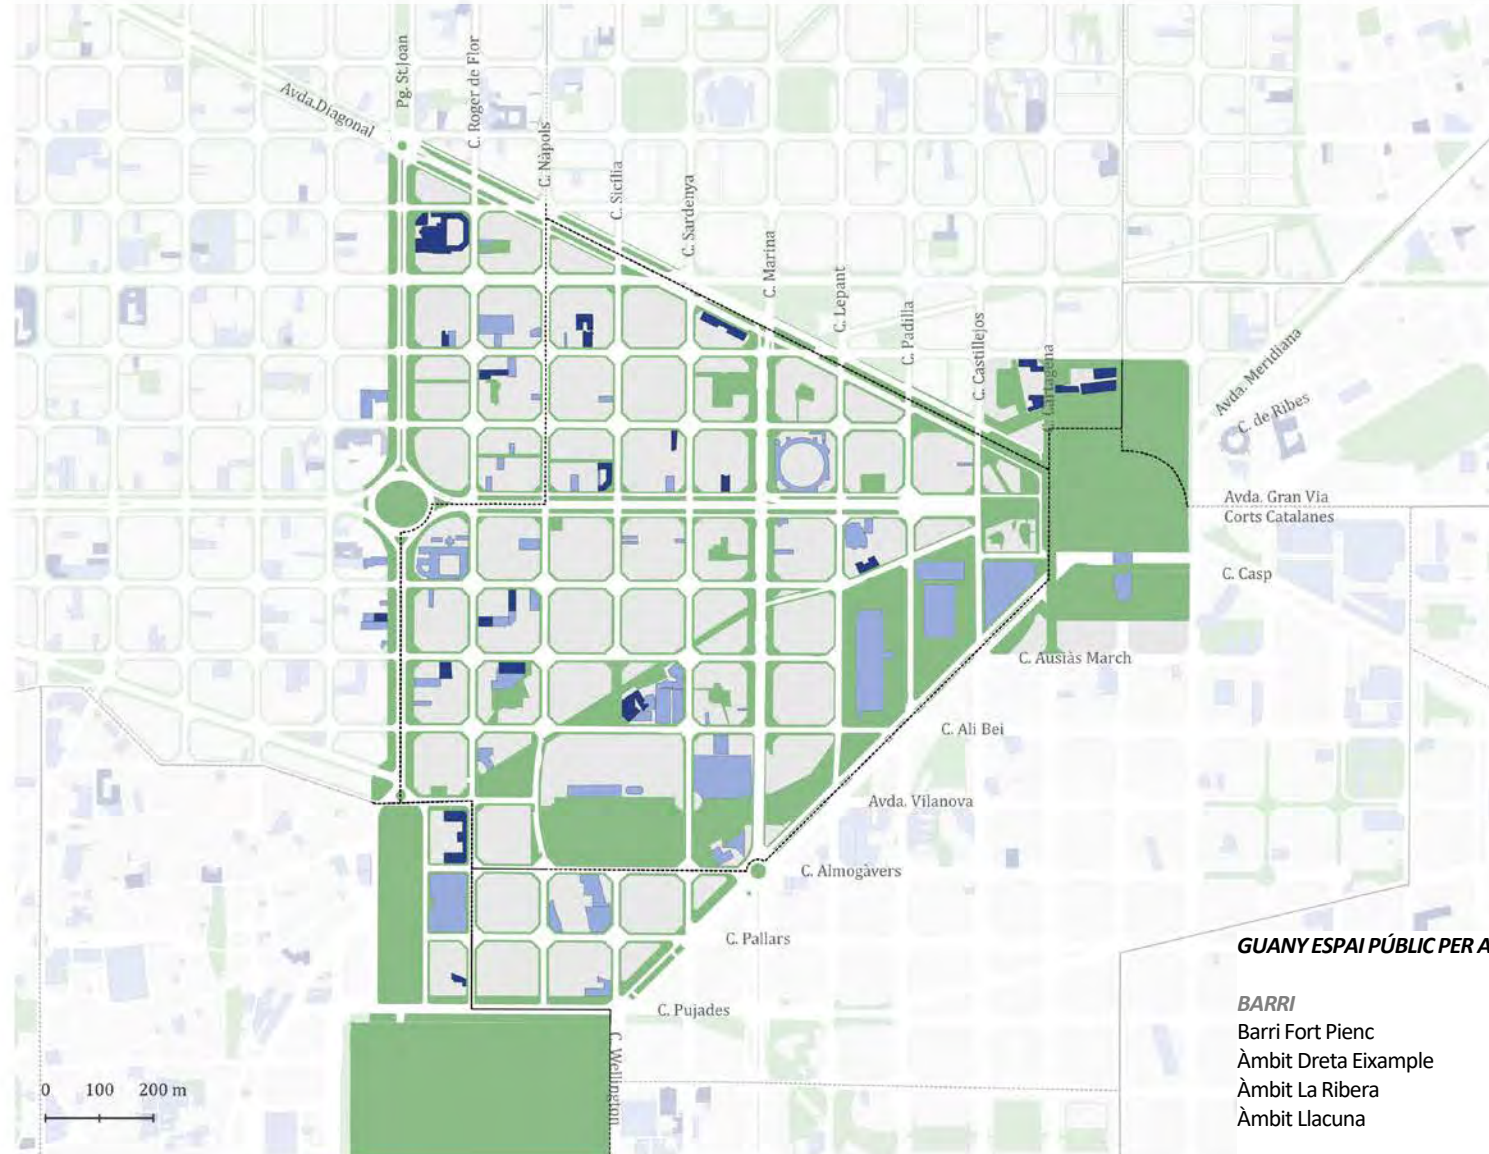 Avda.Diagonal
Pg. St.Joan
C. Roger de Flor
C. Nàpols
C. Sicília
C. Sardenya
C. Marina
C. Lepant
C. Padilla
C. Castillejos
C. Cartagena
Avda. Meridiana
C. de Ribes
Avda. Gran Via
Corts Catalanes
C. Casp
C. Ausiàs March
C. Ali Bei
Avda. Vilanova
C. Almogàvers
C. Pallars
C. Pujades
C. Wellington
0 100 200 m
GUANY ESPAI PÚBLIC PER A
BARRI
Barri Fort Pienc
Àmbit Dreta Eixample
Àmbit La Ribera
Àmbit Llacuna